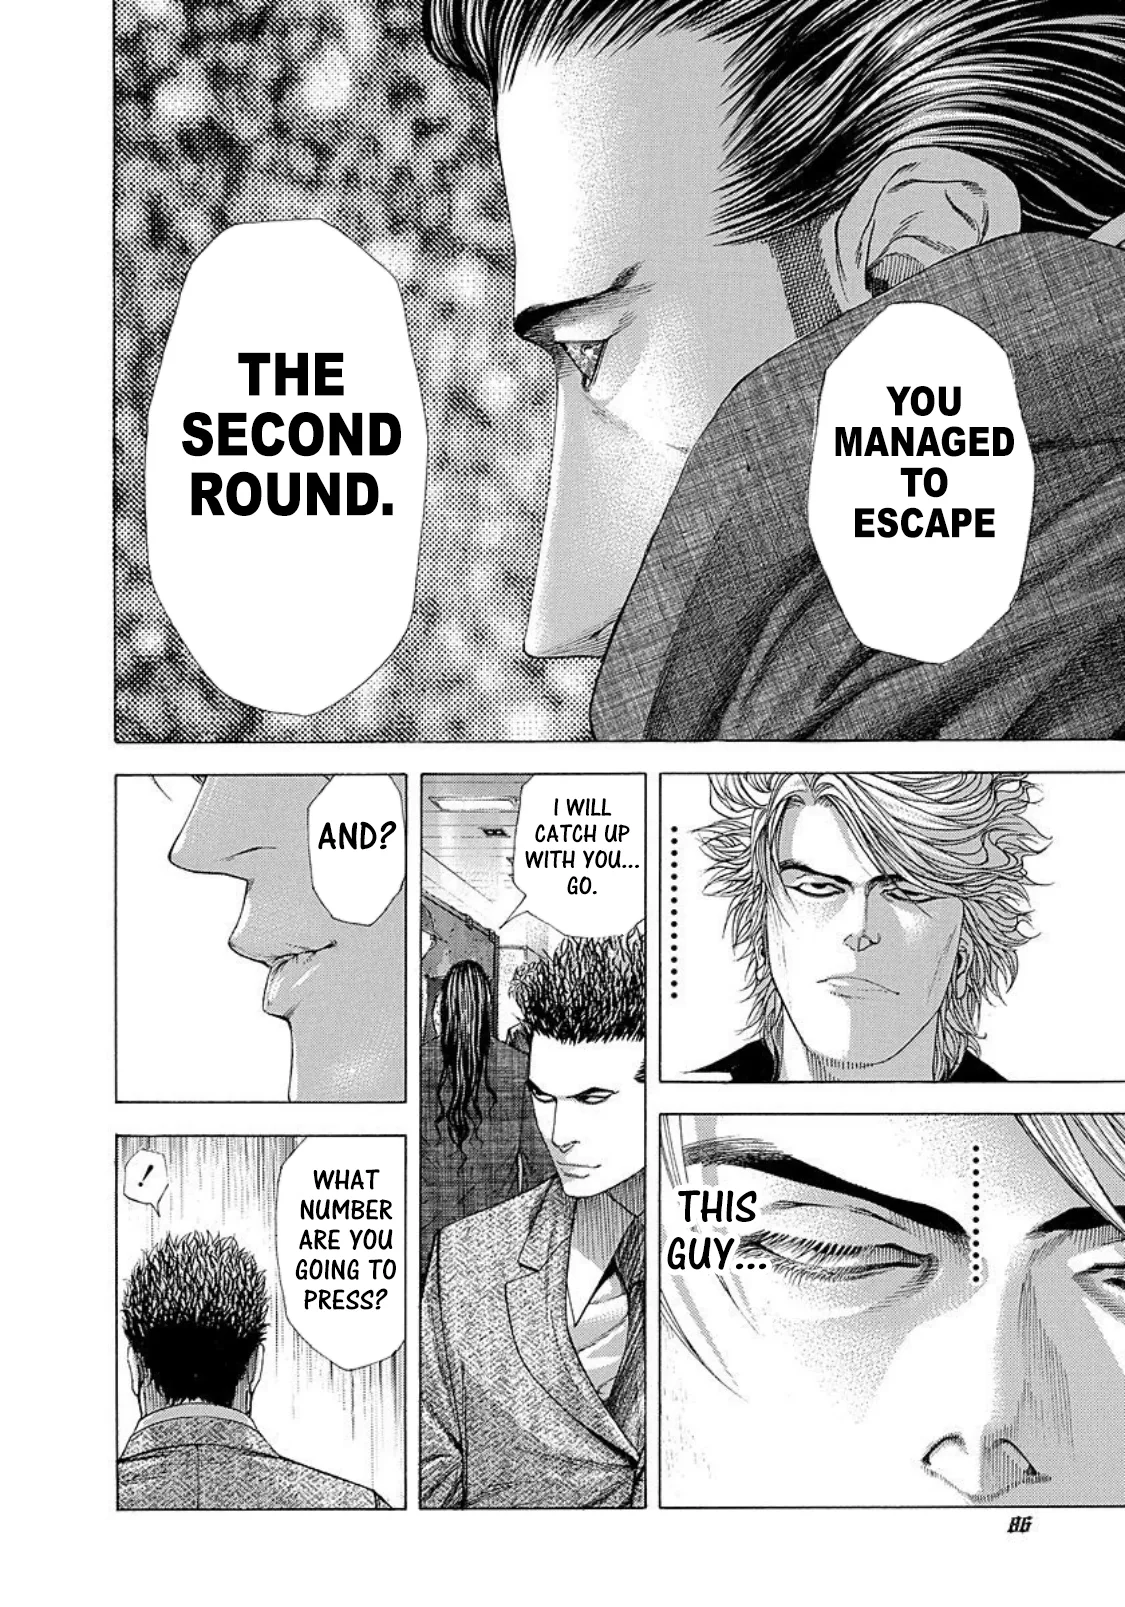 YOU
MANAGED
TO
ESCAPE
THE
SECOND
ROUND.
THIS
GUY...
I WILL
CATCH UP
WITH YOU...
GO.
AND?
WHAT
NUMBER
ARE YOU
GOING TO
PRESS?
!
86